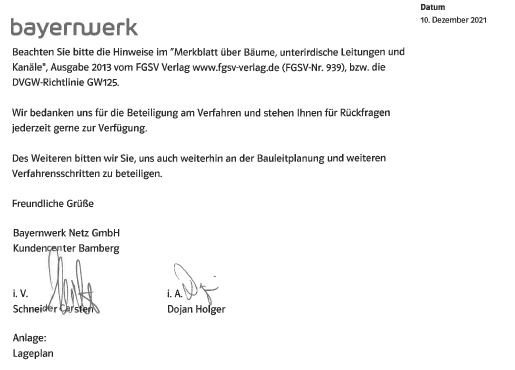 Datum
10. Dezember 2021
bayernwerk
Beachten Sie bitte die Hinweise im "Merkblatt über Bäume, unterirdische Leitungen und
Kanäle", Ausgabe 2013 vom FGSV Verlag www.fgsv-verlag.de (FGSV-Nr. 939), bzw. die
DVGW-Richtlinie GW125.
Wir bedanken uns für die Beteiligung am Verfahren und stehen Ihnen für Rückfragen
jederzeit gerne zur Verfügung.
Des Weiteren bitten wir Sie, uns auch weiterhin an der Bauleitplanung und weiteren
Verfahrensschritten zu beteiligen.
Freundliche Grüße
Bayernwerk Netz GmbH
Kundencenter Bamberg
i. V.
Schneider Carsten
i. A.
Dojan Holger
Anlage:
Lageplan